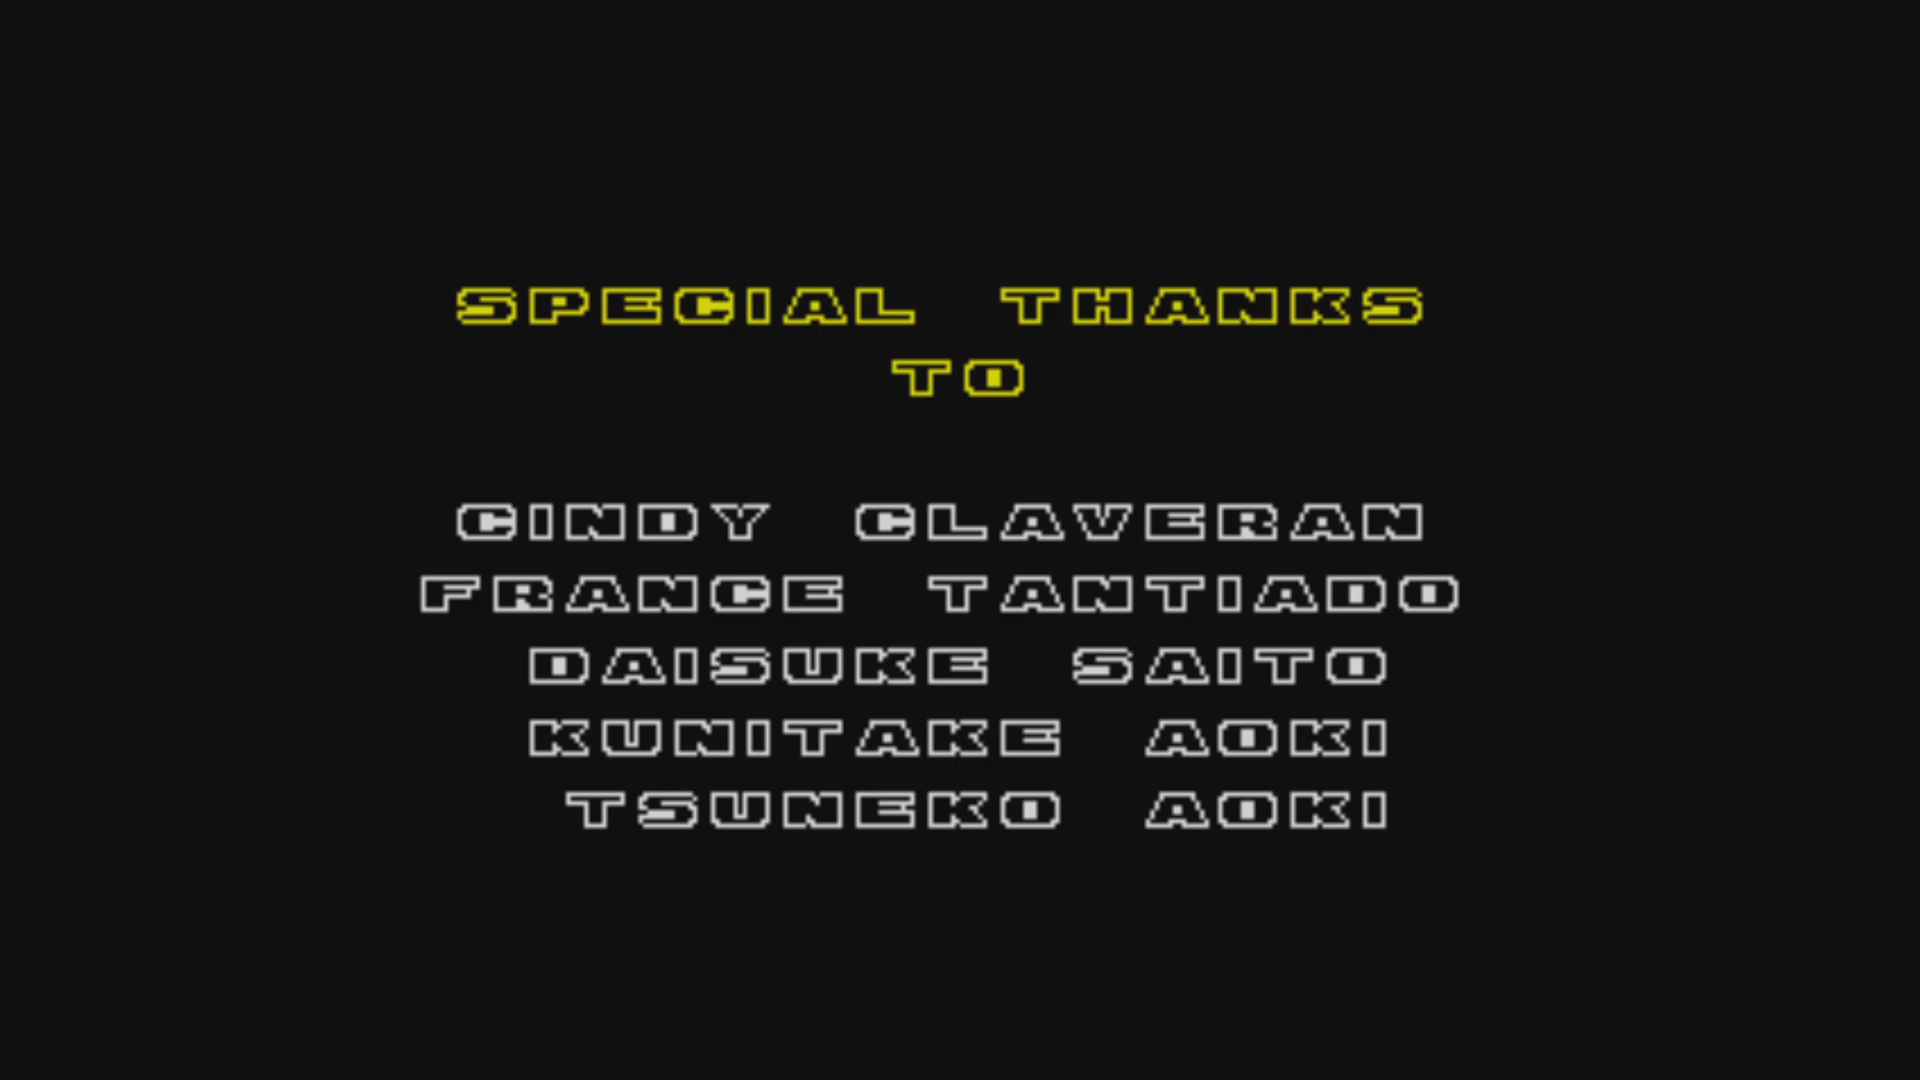 SPECIAL THANKS
TO
CINDY CLAVERAN
FRANCE TANTIADO
DAISUKE SAITO
KUNITAKE AOKI
TSUNEKO AOKI